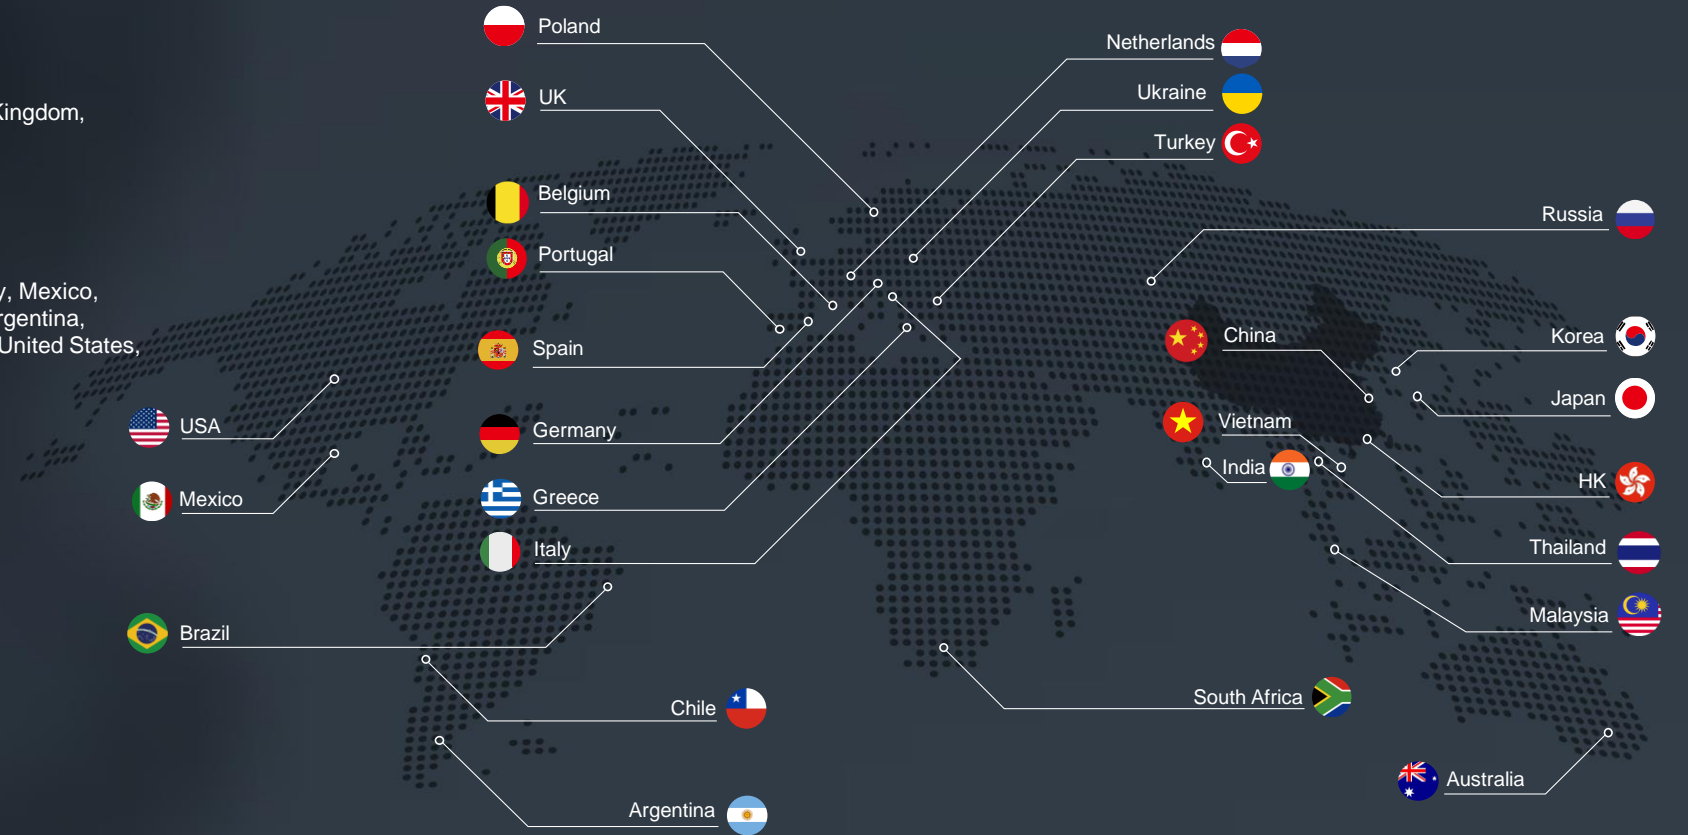 Kingdom,
Mexico,
United States,
Poland
UK
Belgium
Portugal
Spain
Germany
Greece
Italy
USA
Mexico
Brazil
Chile
Argentina
Netherlands
Ukraine
Turkey
Russia
China
Korea
Japan
Vietnam
India
HK
Thailand
Malaysia
South Africa
Australia